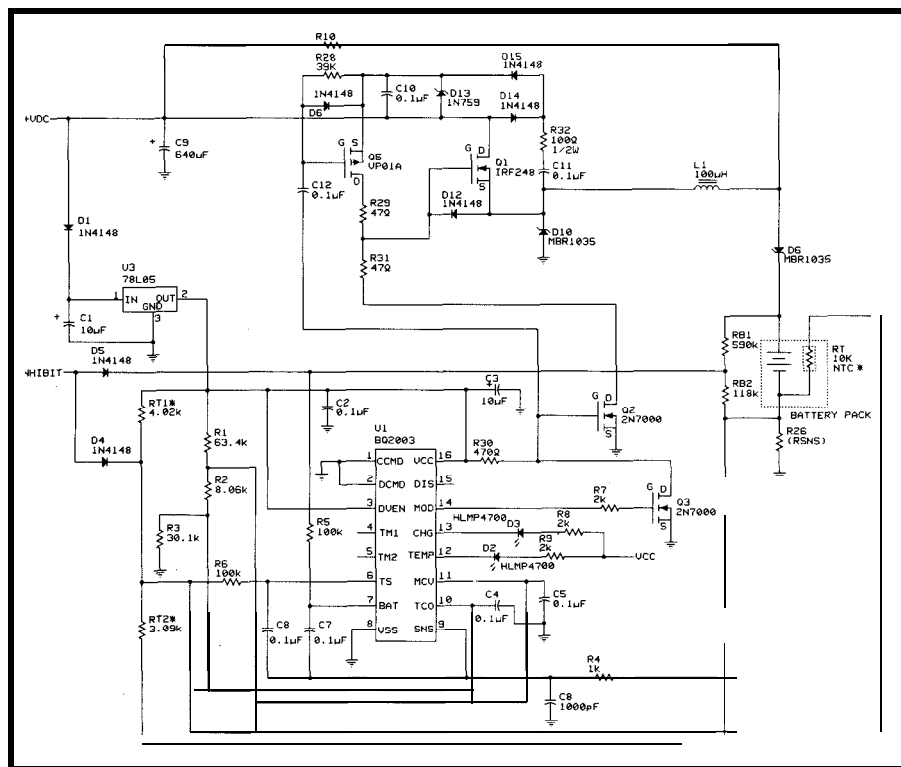 R10
R28
39K
D15
1N4148
1N4148
D6
C10
0.1µF
D13
1N759
D14
1N4148
+VDC
+
C9
640µF
G
S
D
Q6
VP01A
G
D
S
Q1
IRF248
R32
100Ω
1/2W
C11
0.1µF
L1
100µH
C12
0.1µF
R29
47Ω
D12
1N4148
D10
MBR1035
R31
47Ω
D6
MBR1035
D1
1N4148
U3
78L05
1
IN
OUT
2
GND
3
+
C1
10µF
D5
1N4148
NHIBIT
RB1
590k
RB2
118k
RT
10K
NTC *
BATTERY PACK
R26
(RSNS)
RT1*
4.02k
C2
0.1µF
+
C3
10µF
G
D
S
Q2
2N7000
D4
1N4148
R1
63.4k
R2
8.06k
R3
30.1k
U1
BQ2003
1
CCMD
VCC
16
2
DCMD
DIS
15
3
DVEN
MOD
14
4
TM1
CHG
13
5
TM2
TEMP
12
6
TS
MCV
11
7
BAT
TCO
10
8
VSS
SNS
9
R30
470Ω
R7
2k
G
D
S
Q3
2N7000
HLMP4700
D3
R8
2k
D2
HLMP4700
R9
2k
VCC
R5
100k
R6
100k
RT2*
3.09k
C8
0.1µF
C7
0.1µF
C4
0.1µF
C5
0.1µF
R4
1k
C8
1000pF